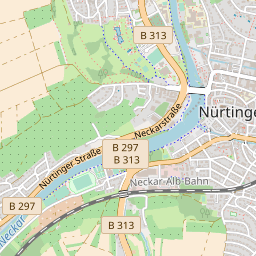 B 313
Neckarstraße
Nürtinge
B 297
B 313
Nürtinger Straße
Neckar-Alb-Bahn
B 297
Neckar
B 313